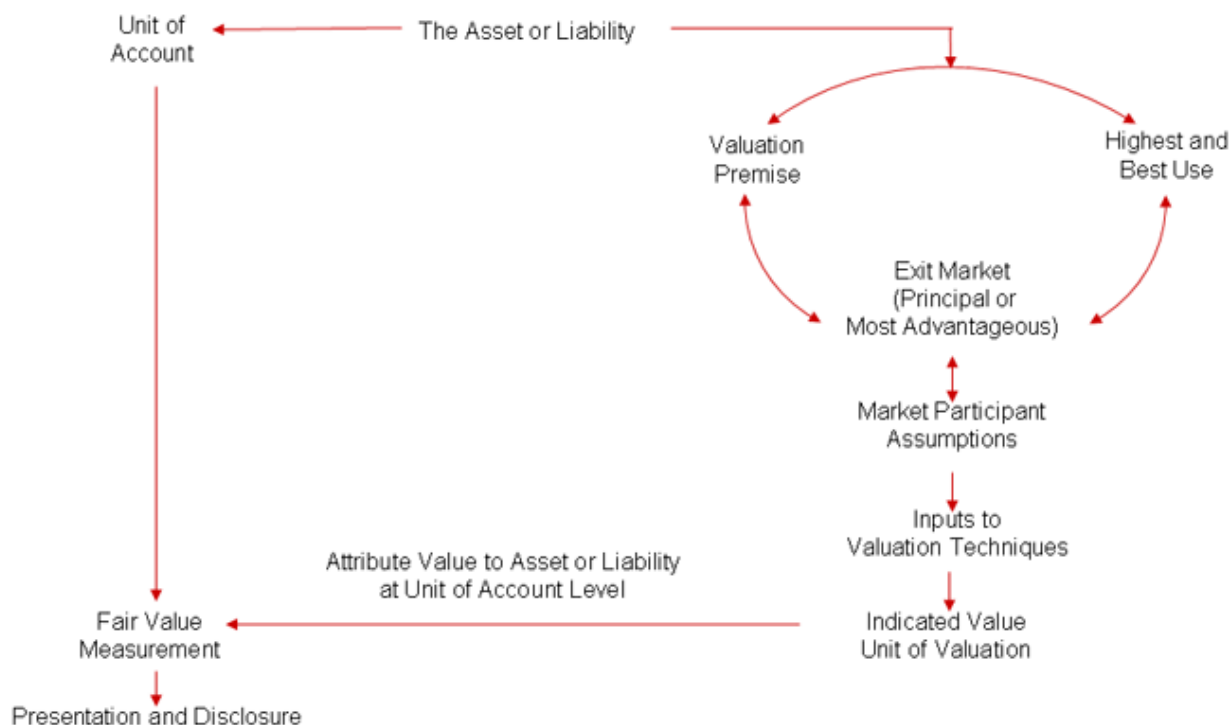 Unit of
Account
The Asset or Liability
Valuation
Premise
Highest and
Best Use
Exit Market
(Principal or
Most Advantageous)
Market Participant
Assumptions
Inputs to
Valuation Techniques
Attribute Value to Asset or Liability
at Unit of Account Level
Indicated Value
Unit of Valuation
Fair Value
Measurement
Presentation and Disclosure